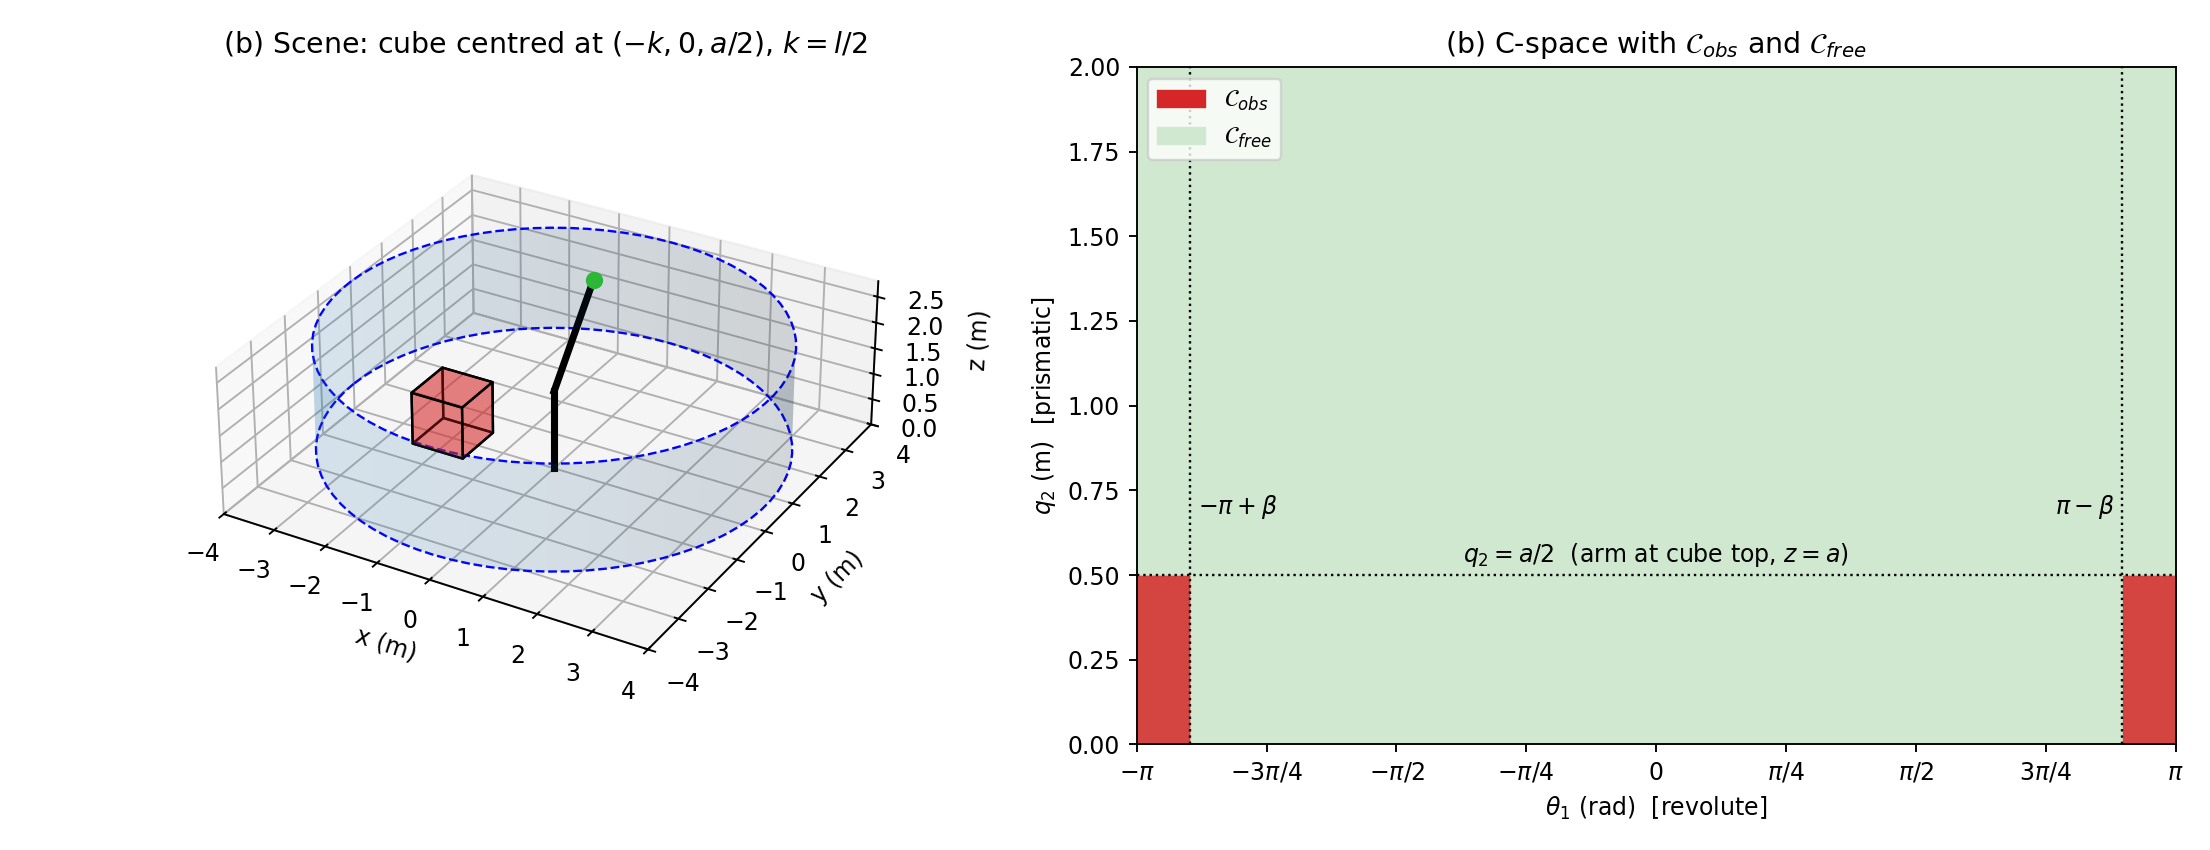 (b) Scene: cube centred at (−k, 0, a/2), k = l/2
2.5
2.0
1.5
1.0
0.5
0.0
z (m)
4
3
2
1
0
−1
−2
−3
−4
y (m)
−4
−3
−2
−1
0
1
2
3
4
x (m)
(b) C-space with 𝒞_obs and 𝒞_free
𝒞_obs
𝒞_free
2.00
1.75
1.50
1.25
1.00
0.75
0.50
0.25
0.00
q₂ (m) [prismatic]
−π + β
π − β
q₂ = a/2 (arm at cube top, z = a)
−π
−3π/4
−π/2
−π/4
0
π/4
π/2
3π/4
π
θ₁ (rad) [revolute]